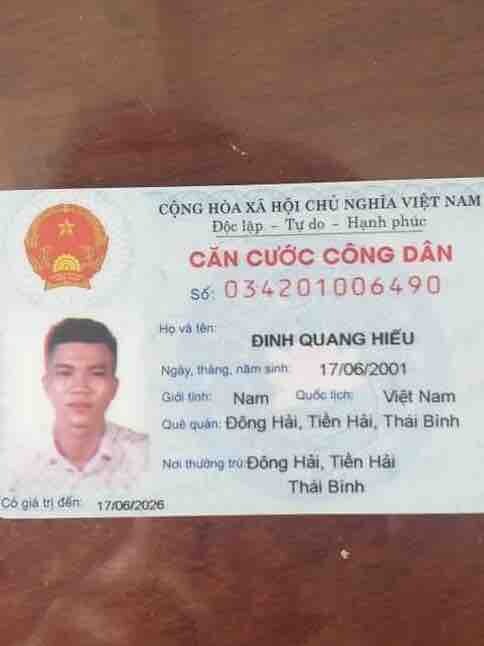 CỘNG HÒA XÃ HỘI CHỦ NGHĨA VIỆT NAM
Độc lập - Tự do - Hạnh phúc
CĂN CƯỚC CÔNG DÂN
Số: 034201006490
Họ và tên:
ĐINH QUANG HIẾU
Ngày, tháng, năm sinh: 17/06/2001
Giới tính: Nam Quốc tịch: Việt Nam
Quê quán: Đông Hải, Tiền Hải, Thái Bình
Nơi thường trú: Đông Hải, Tiền Hải
Thái Bình
Có giá trị đến: 17/06/2026